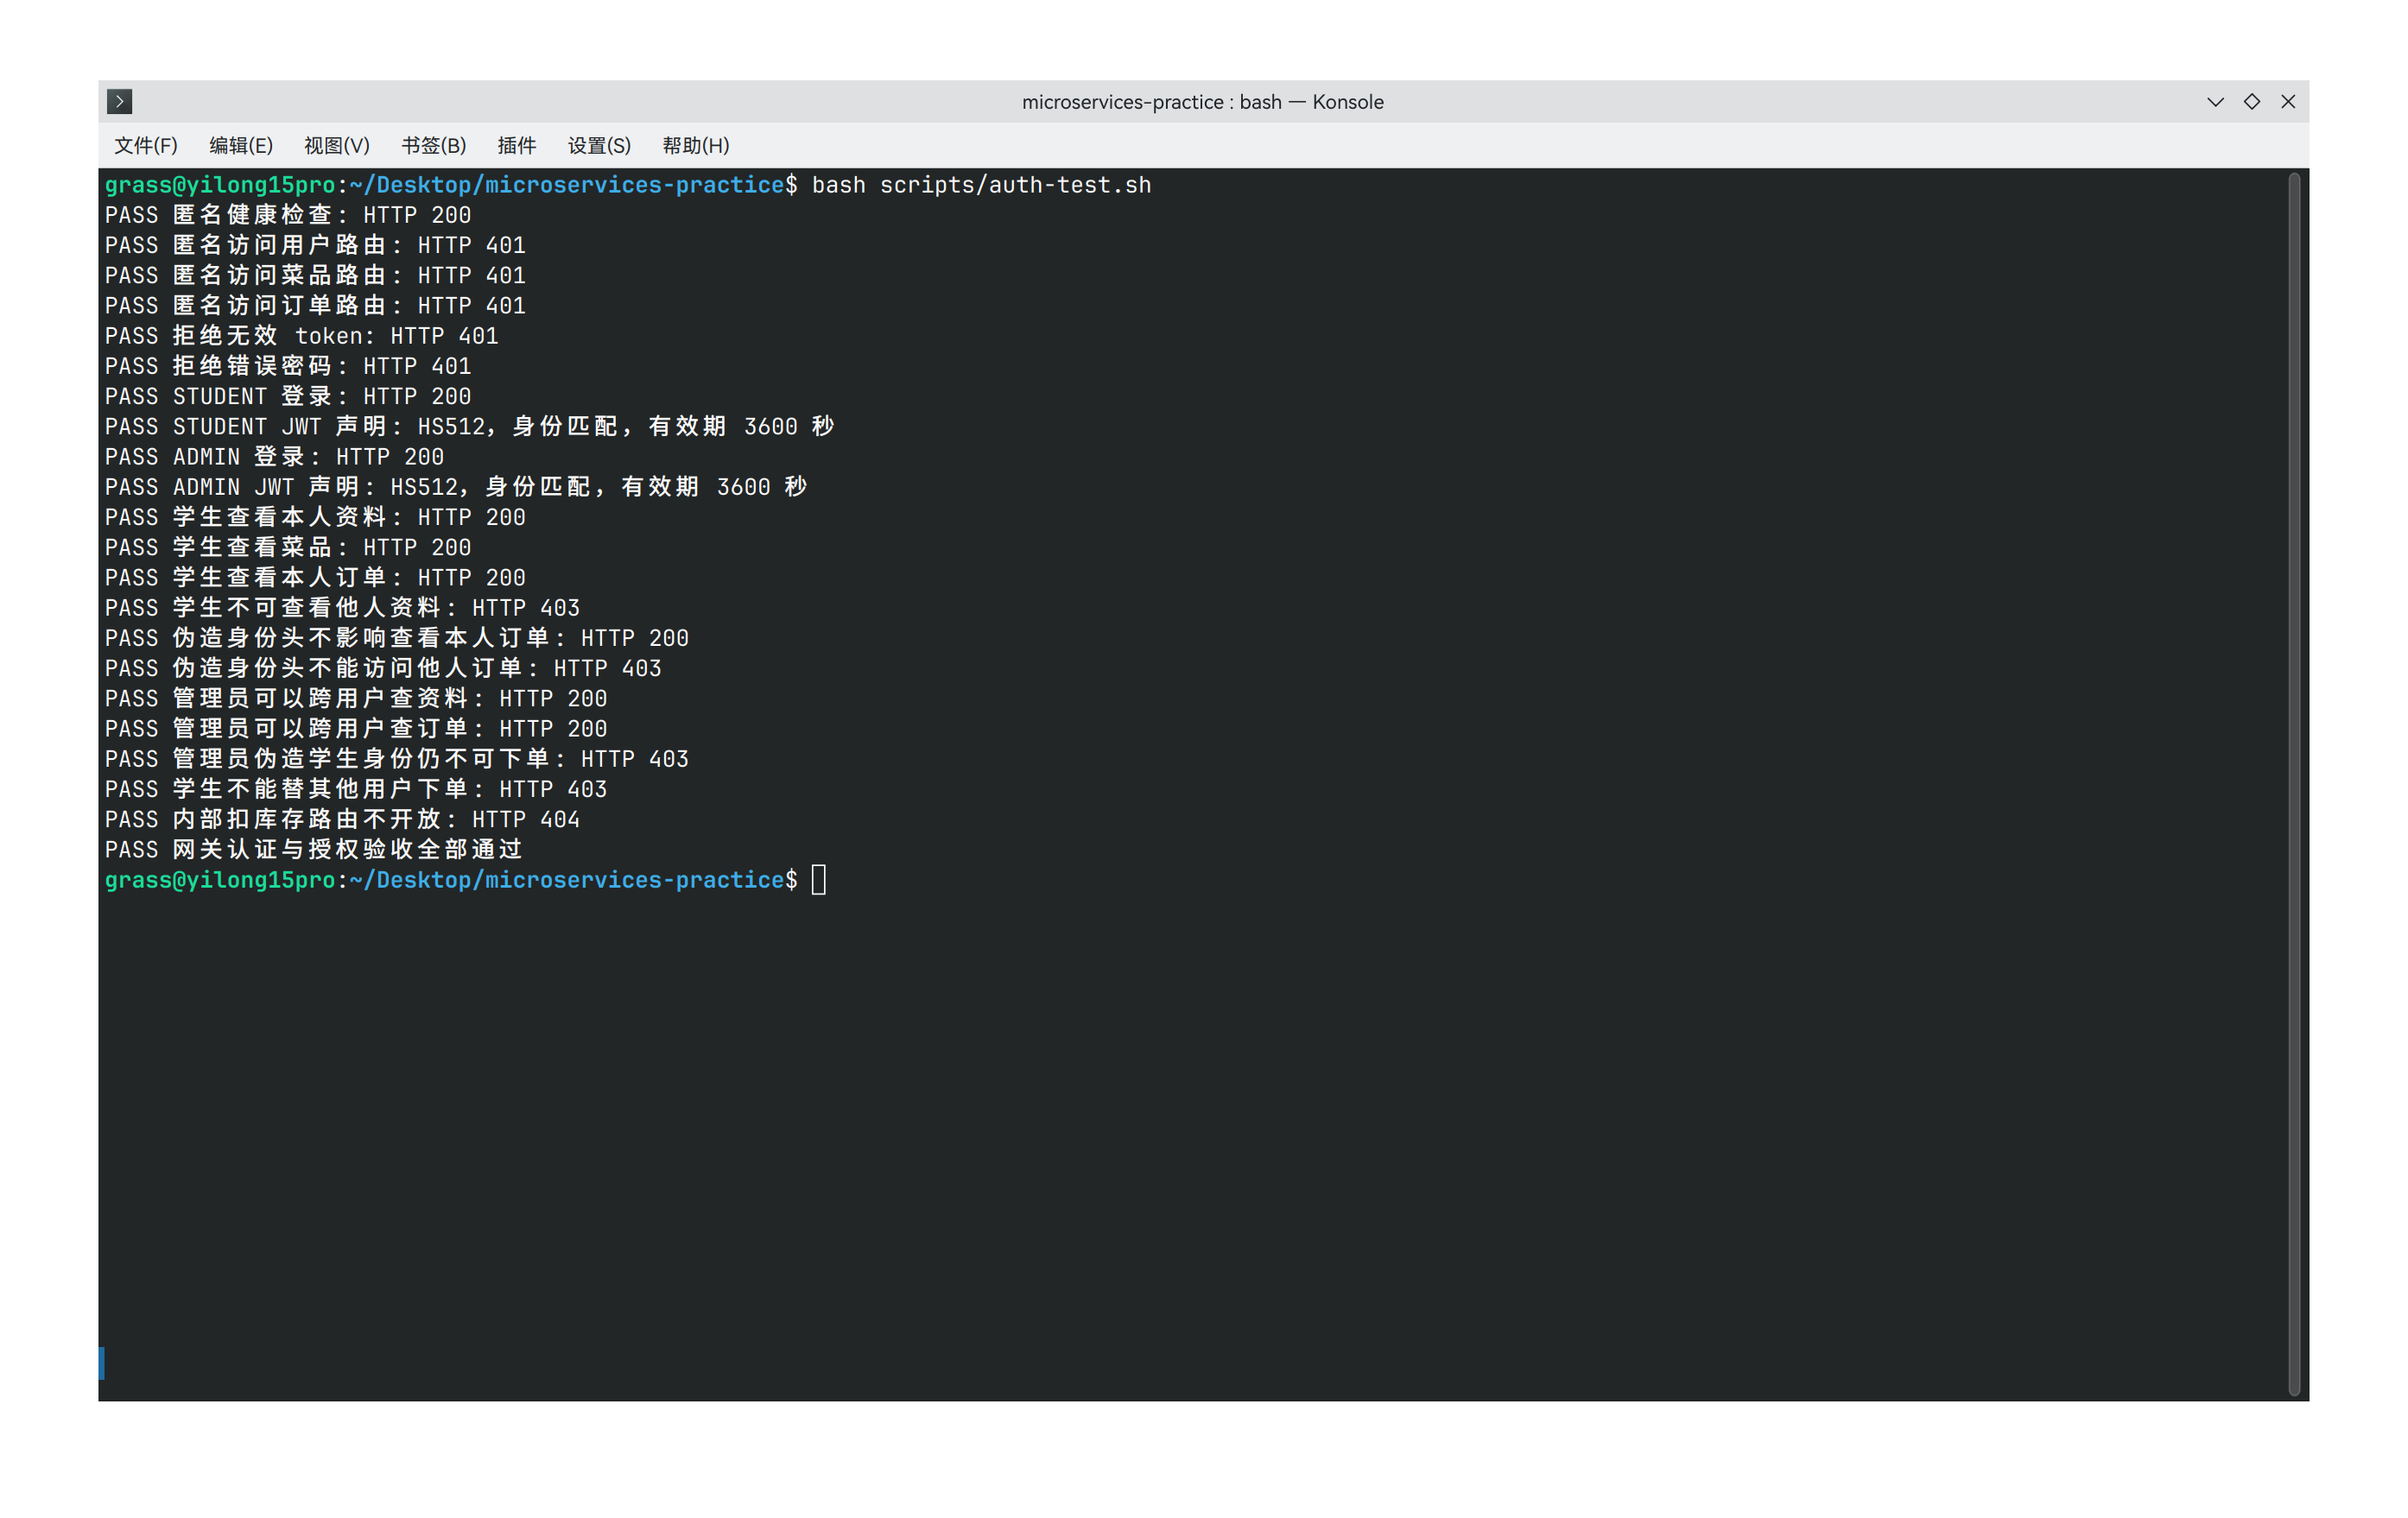 microservices-practice : bash — Konsole
文件(F) 编辑(E) 视图(V) 书签(B) 插件 设置(S) 帮助(H)
grass@yilong15pro:~/Desktop/microservices-practice$ bash scripts/auth-test.sh
PASS 匿名健康检查: HTTP 200
PASS 匿名访问用户路由: HTTP 401
PASS 匿名访问菜品路由: HTTP 401
PASS 匿名访问订单路由: HTTP 401
PASS 拒绝无效 token: HTTP 401
PASS 拒绝错误密码: HTTP 401
PASS STUDENT 登录: HTTP 200
PASS STUDENT JWT 声明: HS512, 身份匹配, 有效期 3600 秒
PASS ADMIN 登录: HTTP 200
PASS ADMIN JWT 声明: HS512, 身份匹配, 有效期 3600 秒
PASS 学生查看本人资料: HTTP 200
PASS 学生查看菜品: HTTP 200
PASS 学生查看本人订单: HTTP 200
PASS 学生不可查看他人资料: HTTP 403
PASS 伪造身份头不影响查看本人订单: HTTP 200
PASS 伪造身份头不能访问他人订单: HTTP 403
PASS 管理员可以跨用户查资料: HTTP 200
PASS 管理员可以跨用户查订单: HTTP 200
PASS 管理员伪造学生身份仍不可下单: HTTP 403
PASS 学生不能替其他用户下单: HTTP 403
PASS 内部扣库存路由不开放: HTTP 404
PASS 网关认证与授权验收全部通过
grass@yilong15pro:~/Desktop/microservices-practice$